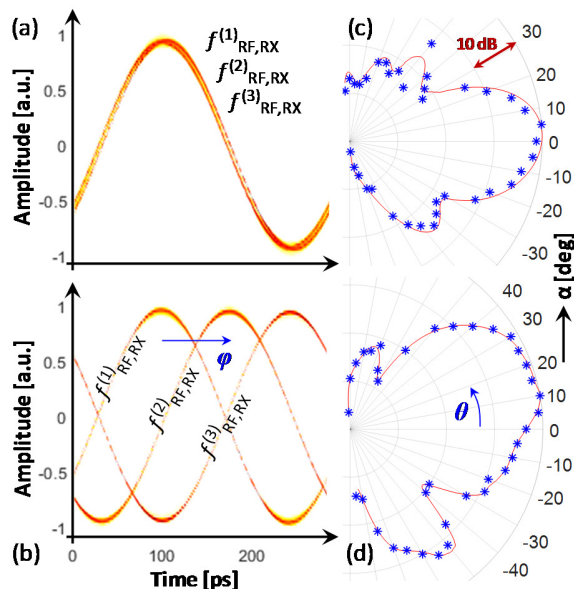 (a)
Amplitude [a.u.]
1
0.5
0
-0.5
-1
f(1)RF,RX
f(2)RF,RX
f(3)RF,RX
(c)
10 dB
30
20
10
0
-10
-20
-30
α [deg]
(b)
Amplitude [a.u.]
1
0.5
0
-0.5
-1
φ
f(1)RF,RX
f(2)RF,RX
f(3)RF,RX
0
100
200
Time [ps]
(d)
θ
40
30
20
10
0
-10
-20
-30
-40